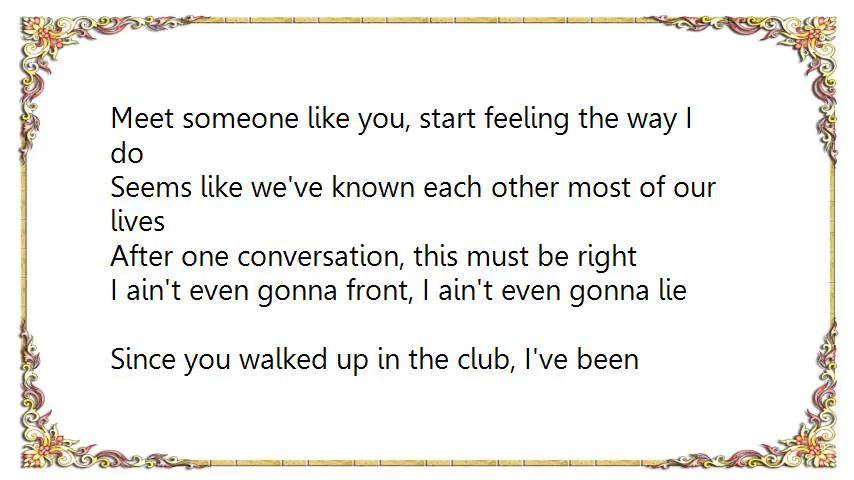 Meet someone like you, start feeling the way I
do
Seems like we've known each other most of our
lives
After one conversation, this must be right
I ain't even gonna front, I ain't even gonna lie

Since you walked up in the club, I've been